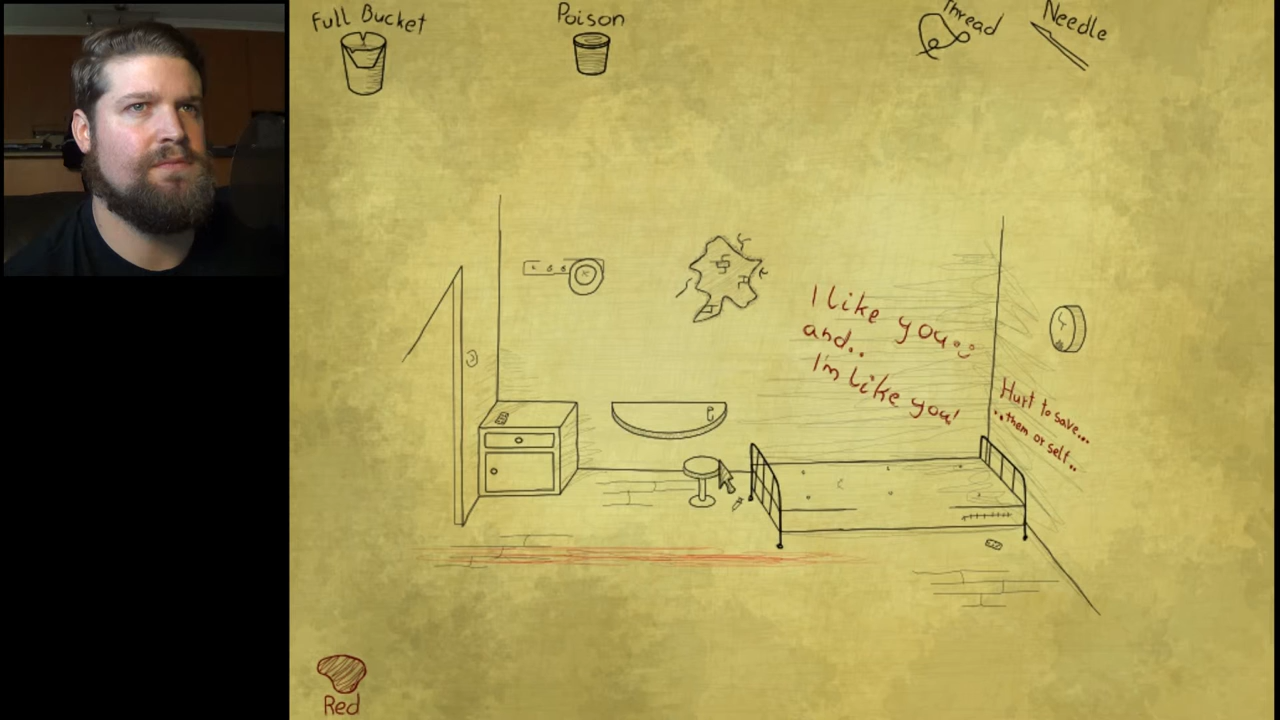 Full Bucket
Poison
Thread
Needle
I like you..
and..
I'm like you!
Hurt to save...
..them or self..
Red